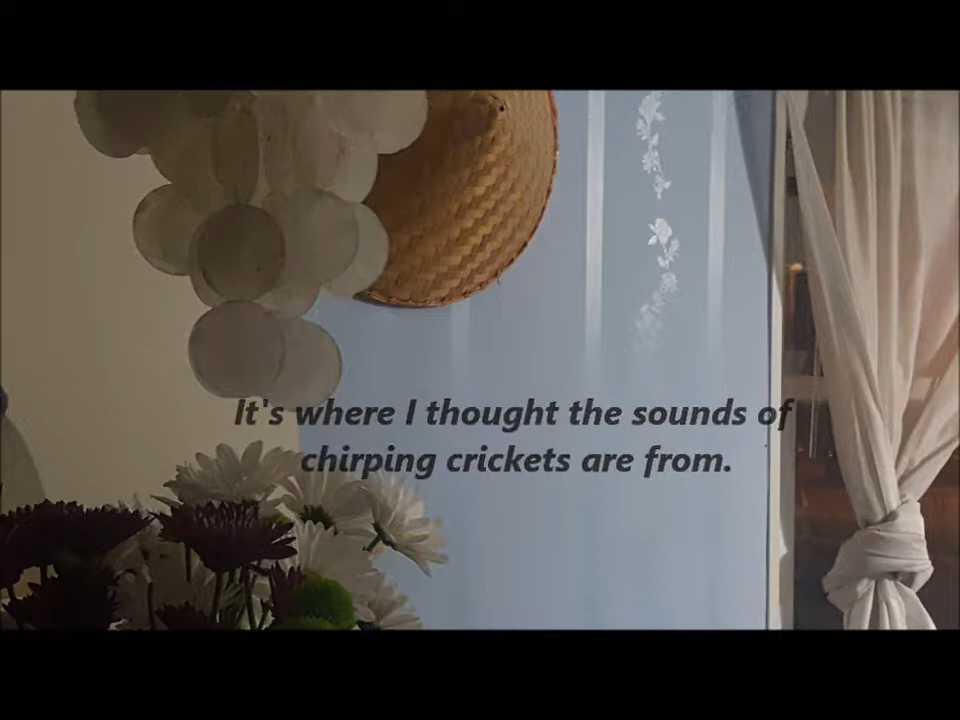 It's where I thought the sounds of
chirping crickets are from.